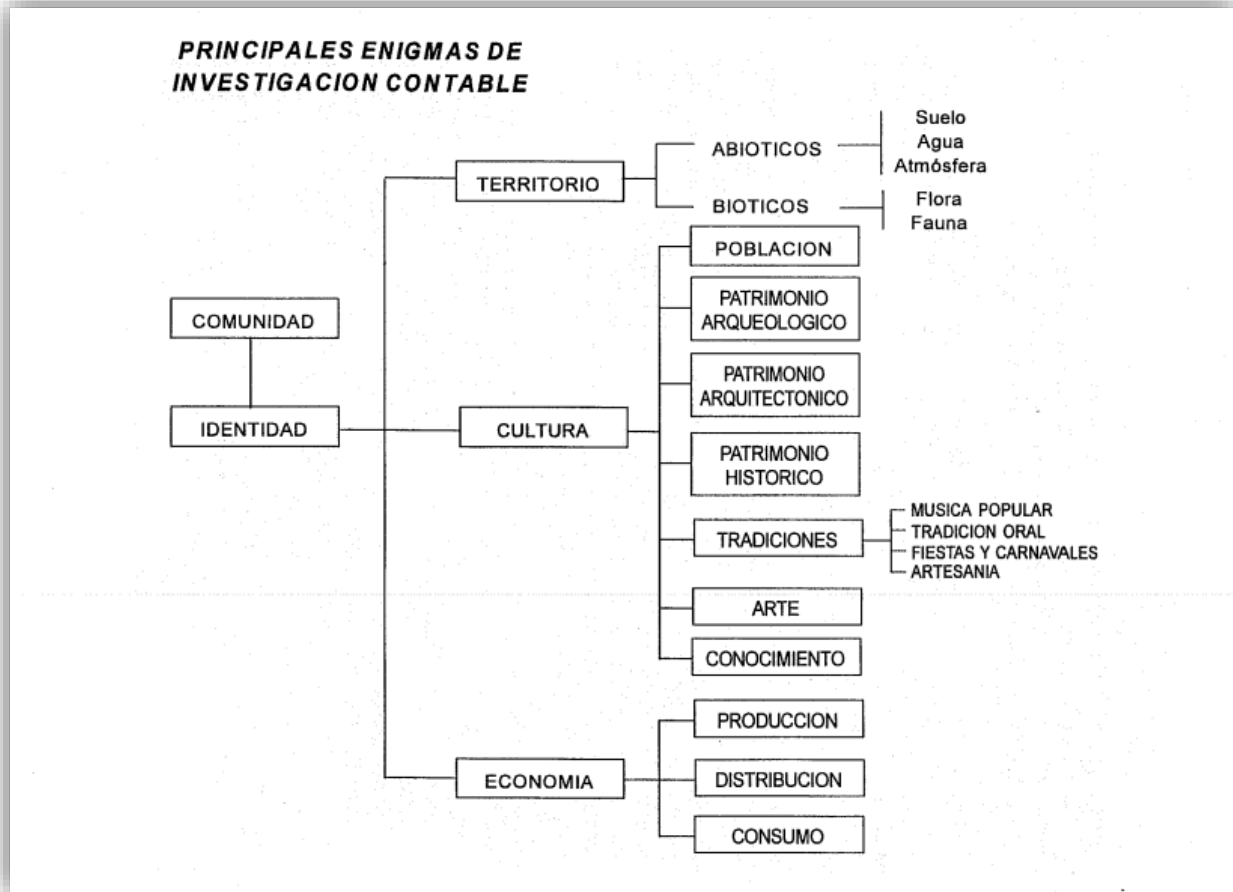 PRINCIPALES ENIGMAS DE
INVESTIGACION CONTABLE
COMUNIDAD
IDENTIDAD
TERRITORIO
ABIOTICOS
Suelo
Agua
Atmósfera
BIOTICOS
Flora
Fauna
CULTURA
POBLACION
PATRIMONIO
ARQUEOLOGICO
PATRIMONIO
ARQUITECTONICO
PATRIMONIO
HISTORICO
TRADICIONES
MUSICA POPULAR
TRADICION ORAL
FIESTAS Y CARNAVALES
ARTESANIA
ARTE
CONOCIMIENTO
ECONOMIA
PRODUCCION
DISTRIBUCION
CONSUMO